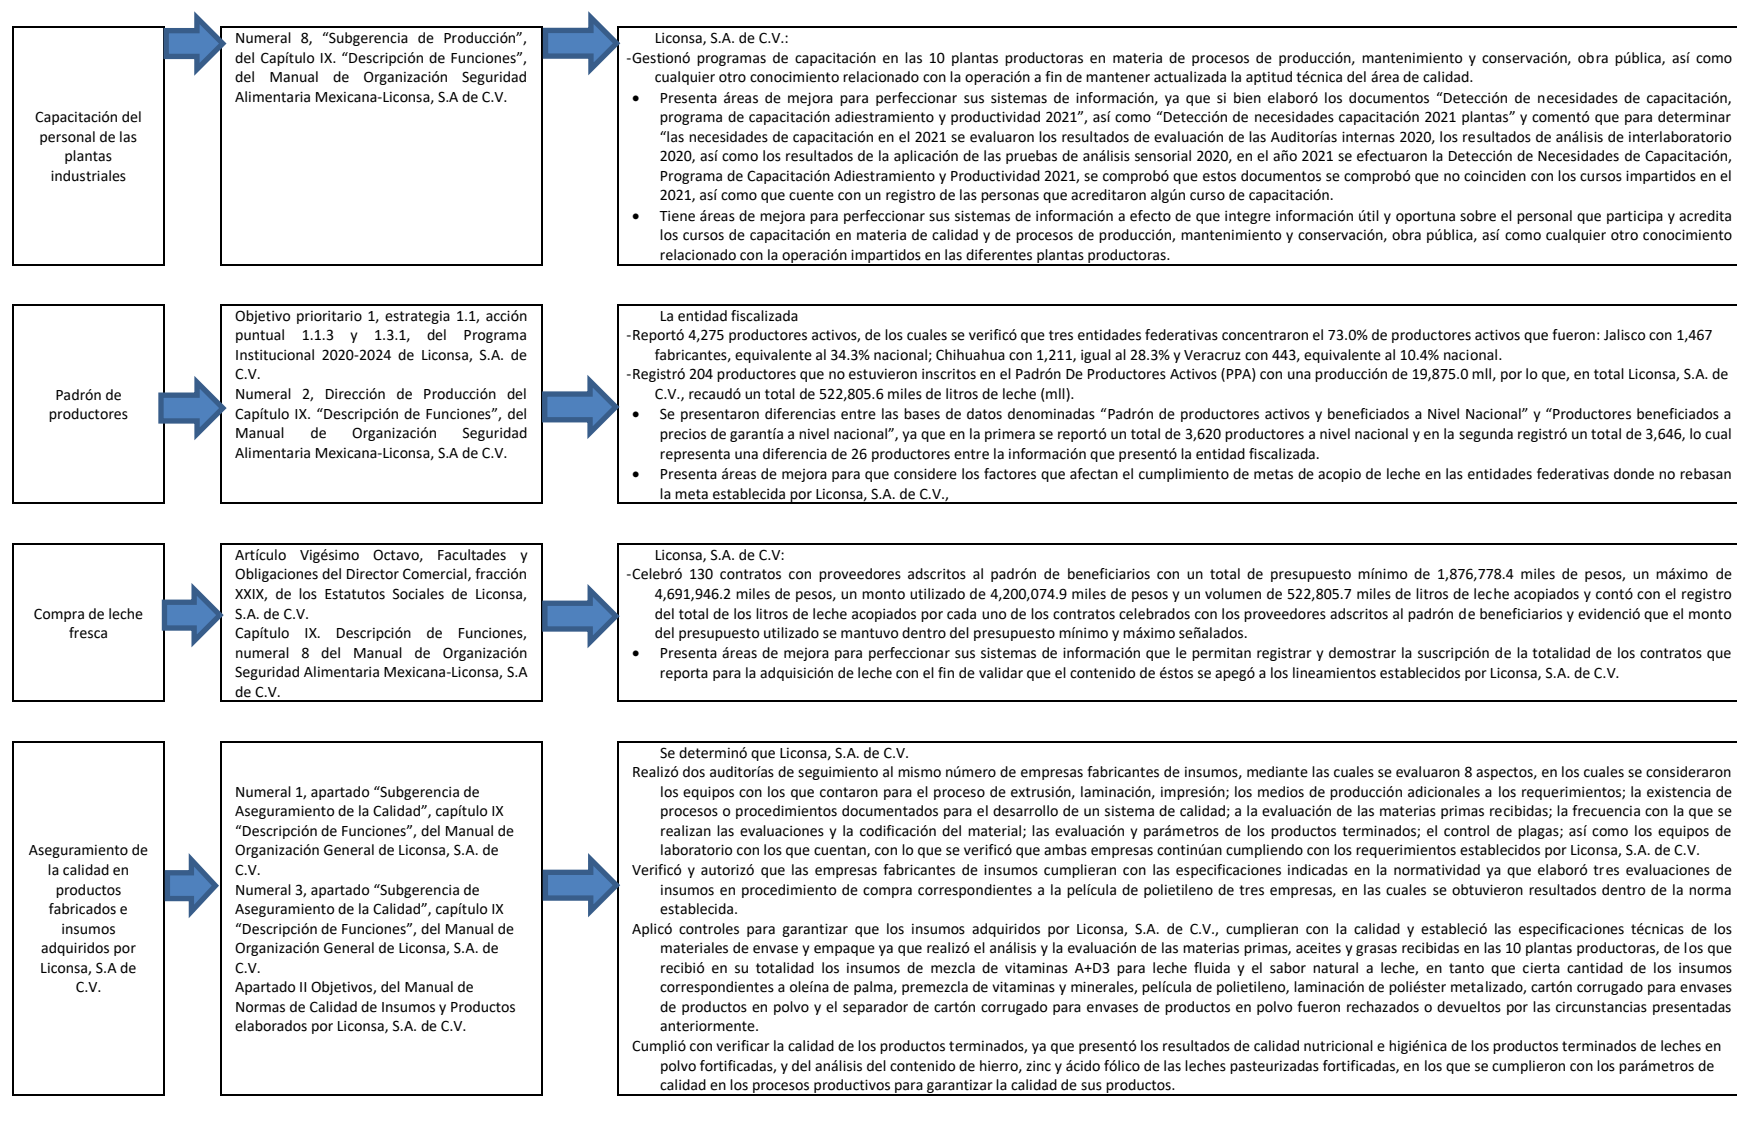 Capacitación del
personal de las
plantas
industriales
Numeral 8, “Subgerencia de Producción”,
del Capítulo IX. “Descripción de Funciones”,
del Manual de Organización Seguridad
Alimentaria Mexicana-Liconsa, S.A de C.V.
Liconsa, S.A. de C.V.:
-Gestionó programas de capacitación en las 10 plantas productoras en materia de procesos de producción, mantenimiento y conservación, obra pública, así como
cualquier otro conocimiento relacionado con la operación a fin de mantener actualizada la aptitud técnica del área de calidad.
• Presenta áreas de mejora para perfeccionar sus sistemas de información, ya que si bien elaboró los documentos “Detección de necesidades de capacitación,
programa de capacitación adiestramiento y productividad 2021”, así como “Detección de necesidades capacitación 2021 plantas” y comentó que para determinar
“las necesidades de capacitación en el 2021 se evaluaron los resultados de evaluación de las Auditorías internas 2020, los resultados de análisis de interlaboratorio
2020, así como los resultados de la aplicación de las pruebas de análisis sensorial 2020, en el año 2021 se efectuaron la Detección de Necesidades de Capacitación,
Programa de Capacitación Adiestramiento y Productividad 2021, se comprobó que estos documentos se comprobó que no coinciden con los cursos impartidos en el
2021, así como que cuente con un registro de las personas que acreditaron algún curso de capacitación.
• Tiene áreas de mejora para perfeccionar sus sistemas de información a efecto de que integre información útil y oportuna sobre el personal que participa y acredita
los cursos de capacitación en materia de calidad y de procesos de producción, mantenimiento y conservación, obra pública, así como cualquier otro conocimiento
relacionado con la operación impartidos en las diferentes plantas productoras.
Padrón de
productores
Objetivo prioritario 1, estrategia 1.1, acción
puntual 1.1.3 y 1.3.1, del Programa
Institucional 2020-2024 de Liconsa, S.A. de
C.V.
Numeral 2, Dirección de Producción del
Capítulo IX. “Descripción de Funciones”, del
Manual de Organización Seguridad
Alimentaria Mexicana-Liconsa, S.A de C.V.
La entidad fiscalizada
-Reportó 4,275 productores activos, de los cuales se verificó que tres entidades federativas concentraron el 73.0% de productores activos que fueron: Jalisco con 1,467
fabricantes, equivalente al 34.3% nacional; Chihuahua con 1,211, igual al 28.3% y Veracruz con 443, equivalente al 10.4% nacional.
-Registró 204 productores que no estuvieron inscritos en el Padrón De Productores Activos (PPA) con una producción de 19,875.0 mll, por lo que, en total Liconsa, S.A. de
C.V., recaudó un total de 522,805.6 miles de litros de leche (mll).
• Se presentaron diferencias entre las bases de datos denominadas “Padrón de productores activos y beneficiados a Nivel Nacional” y “Productores beneficiados a
precios de garantía a nivel nacional”, ya que en la primera se reportó un total de 3,620 productores a nivel nacional y en la segunda registró un total de 3,646, lo cual
representa una diferencia de 26 productores entre la información que presentó la entidad fiscalizada.
• Presenta áreas de mejora para que considere los factores que afectan el cumplimiento de metas de acopio de leche en las entidades federativas donde no rebasan
la meta establecida por Liconsa, S.A. de C.V.,
Compra de leche
fresca
Artículo Vigésimo Octavo, Facultades y
Obligaciones del Director Comercial, fracción
XXIX, de los Estatutos Sociales de Liconsa,
S.A. de C.V.
Capítulo IX. Descripción de Funciones,
numeral 8 del Manual de Organización
Seguridad Alimentaria Mexicana-Liconsa, S.A
de C.V.
Liconsa, S.A. de C.V:
-Celebró 130 contratos con proveedores adscritos al padrón de beneficiarios con un total de presupuesto mínimo de 1,876,778.4 miles de pesos, un máximo de
4,691,946.2 miles de pesos, un monto utilizado de 4,200,074.9 miles de pesos y un volumen de 522,805.7 miles de litros de leche acopiados y contó con el registro
del total de los litros de leche acopiados por cada uno de los contratos celebrados con los proveedores adscritos al padrón de beneficiarios y evidenció que el monto
del presupuesto utilizado se mantuvo dentro del presupuesto mínimo y máximo señalados.
• Presenta áreas de mejora para perfeccionar sus sistemas de información que le permitan registrar y demostrar la suscripción de la totalidad de los contratos que
reporta para la adquisición de leche con el fin de validar que el contenido de éstos se apegó a los lineamientos establecidos por Liconsa, S.A. de C.V.
Aseguramiento de
la calidad en
productos
fabricados e
insumos
adquiridos por
Liconsa, S.A de
C.V.
Numeral 1, apartado “Subgerencia de
Aseguramiento de la Calidad”, capítulo IX
“Descripción de Funciones”, del Manual de
Organización General de Liconsa, S.A. de
C.V.
Numeral 3, apartado “Subgerencia de
Aseguramiento de la Calidad”, capítulo IX
“Descripción de Funciones”, del Manual de
Organización General de Liconsa, S.A. de
C.V.
Apartado II Objetivos, del Manual de
Normas de Calidad de Insumos y Productos
elaborados por Liconsa, S.A. de C.V.
Se determinó que Liconsa, S.A. de C.V.
Realizó dos auditorías de seguimiento al mismo número de empresas fabricantes de insumos, mediante las cuales se evaluaron 8 aspectos, en los cuales se consideraron
los equipos con los que contaron para el proceso de extrusión, laminación, impresión; los medios de producción adicionales a los requerimientos; la existencia de
procesos o procedimientos documentados para el desarrollo de un sistema de calidad; a la evaluación de las materias primas recibidas; la frecuencia con la que se
realizan las evaluaciones y la codificación del material; las evaluación y parámetros de los productos terminados; el control de plagas; así como los equipos de
laboratorio con los que cuentan, con lo que se verificó que ambas empresas continúan cumpliendo con los requerimientos establecidos por Liconsa, S.A. de C.V.
Verificó y autorizó que las empresas fabricantes de insumos cumplieran con las especificaciones indicadas en la normatividad ya que elaboró tres evaluaciones de
insumos en procedimiento de compra correspondientes a la película de polietileno de tres empresas, en las cuales se obtuvieron resultados dentro de la norma
establecida.
Aplicó controles para garantizar que los insumos adquiridos por Liconsa, S.A. de C.V., cumplieran con la calidad y estableció las especificaciones técnicas de los
materiales de envase y empaque ya que realizó el análisis y la evaluación de las materias primas, aceites y grasas recibidas en las 10 plantas productoras, de los que
recibió en su totalidad los insumos de mezcla de vitaminas A+D3 para leche fluida y el sabor natural a leche, en tanto que cierta cantidad de los insumos
correspondientes a oleína de palma, premezcla de vitaminas y minerales, película de polietileno, laminación de poliéster metalizado, cartón corrugado para envases
de productos en polvo y el separador de cartón corrugado para envases de productos en polvo fueron rechazados o devueltos por las circunstancias presentadas
anteriormente.
Cumplió con verificar la calidad de los productos terminados, ya que presentó los resultados de calidad nutricional e higiénica de los productos terminados de leches en
polvo fortificadas, y del análisis del contenido de hierro, zinc y ácido fólico de las leches pasteurizadas fortificadas, en los que se cumplieron con los parámetros de
calidad en los procesos productivos para garantizar la calidad de sus productos.